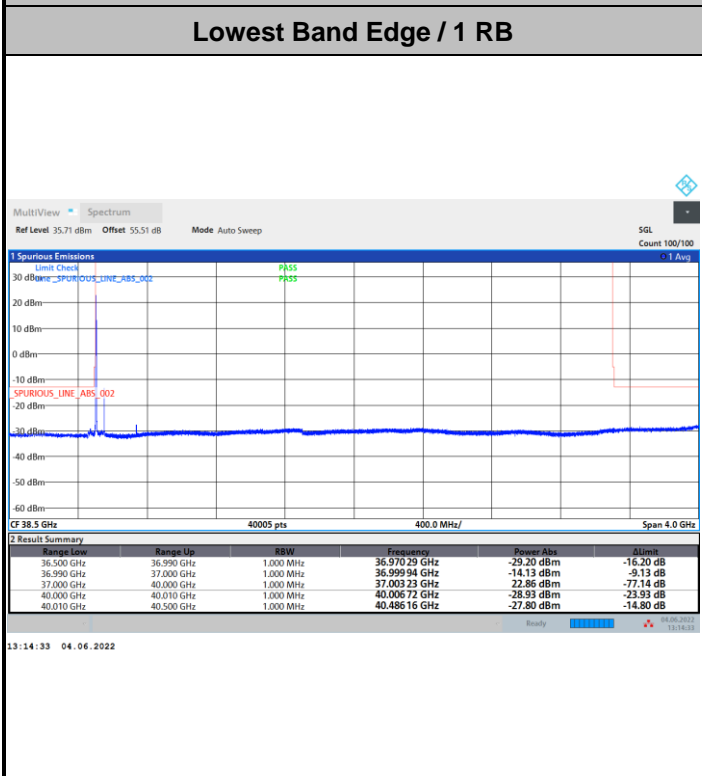 Lowest Band Edge / 1 RB
MultiView Spectrum
Ref Level 35.71 dBm Offset 55.51 dB Mode Auto Sweep SGL
Count 100/100
1 Spurious Emissions 1 Avg
Limit Check PASS
30 dBm Line _SPURIOUS_LINE_ABS_002 PASS
20 dBm
10 dBm
0 dBm
-10 dBm
_SPURIOUS_LINE_ABS_002
-20 dBm
-30 dBm
-40 dBm
-50 dBm
-60 dBm
CF 38.5 GHz 40005 pts 400.0 MHz/ Span 4.0 GHz
2 Result Summary
Range Low Range Up RBW Frequency Power Abs ΔLimit
36.500 GHz 36.990 GHz 1.000 MHz 36.970 29 GHz -29.20 dBm -16.20 dB
36.990 GHz 37.000 GHz 1.000 MHz 36.999 94 GHz -14.13 dBm -9.13 dB
37.000 GHz 40.000 GHz 1.000 MHz 37.003 23 GHz 22.86 dBm -77.14 dB
40.000 GHz 40.010 GHz 1.000 MHz 40.006 72 GHz -28.93 dBm -23.93 dB
40.010 GHz 40.500 GHz 1.000 MHz 40.486 16 GHz -27.80 dBm -14.80 dB
Ready 04.06.2022
13:14:33
13:14:33 04.06.2022